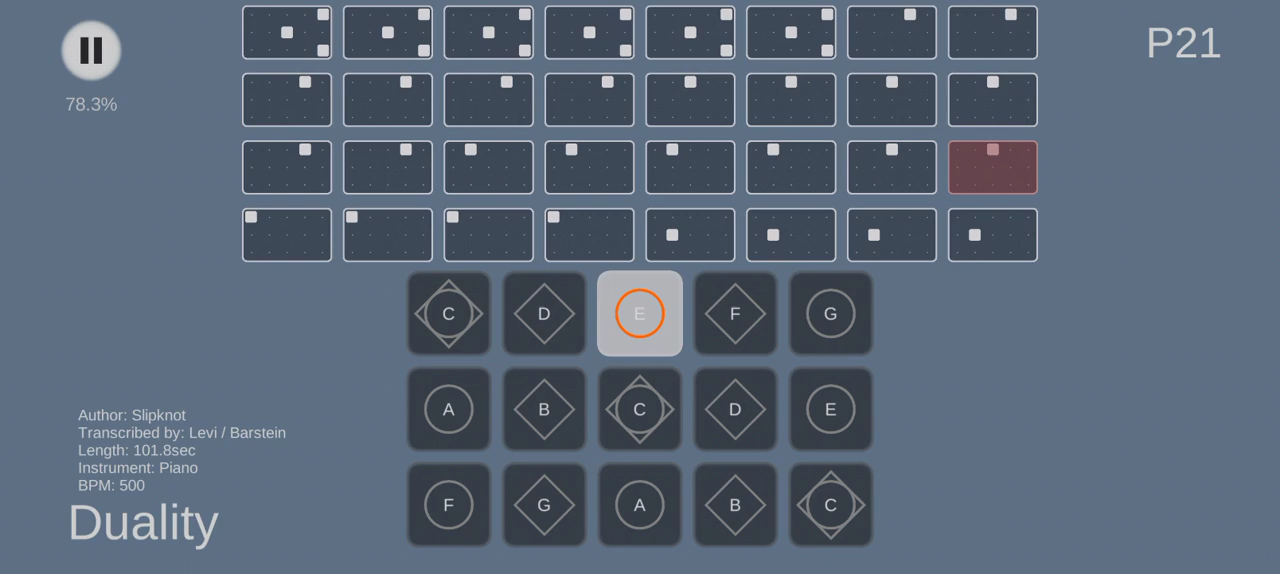 P21
78.3%
C D E F G
A B C D E
F G A B C
Author: Slipknot
Transcribed by: Levi / Barstein
Length: 101.8sec
Instrument: Piano
BPM: 500
Duality